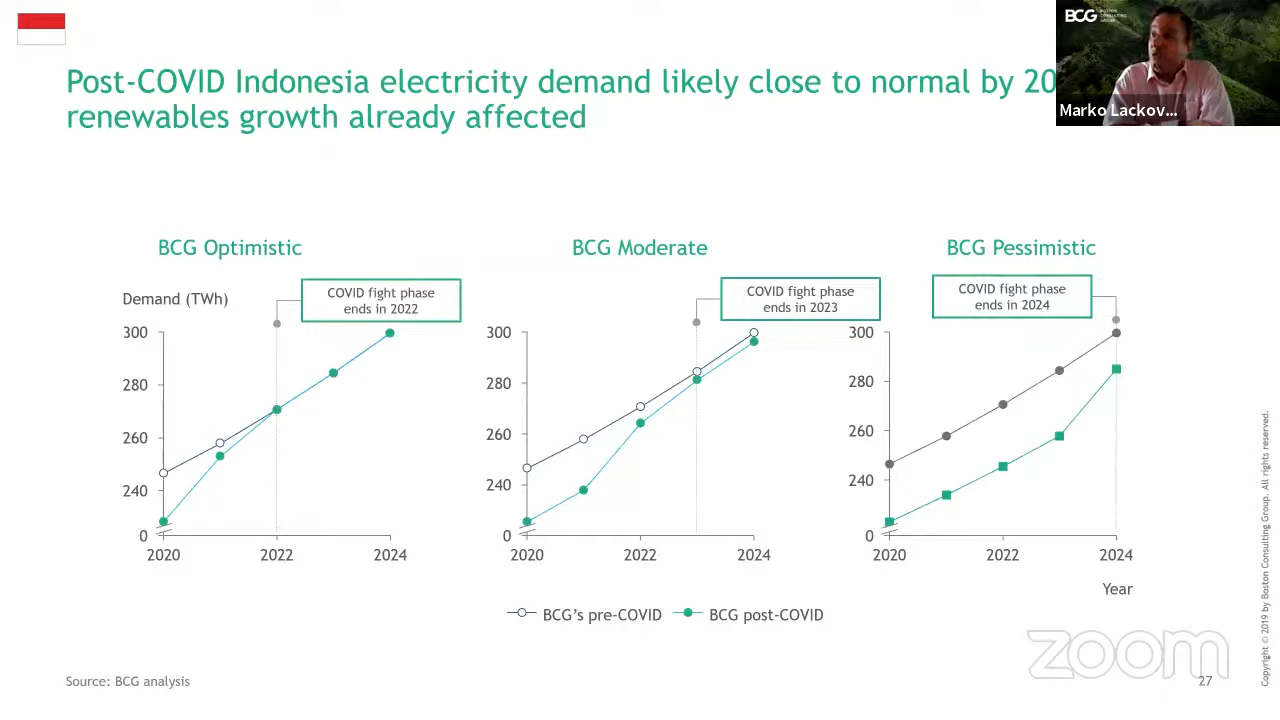 Post-COVID Indonesia electricity demand likely close to normal by 20
renewables growth already affected
BCG
BOSTON
CONSULTING
GROUP
Marko Lackov...
BCG Optimistic
BCG Moderate
BCG Pessimistic
Demand (TWh)
COVID fight phase
ends in 2022
300
280
260
240
0
2020
2022
2024
COVID fight phase
ends in 2023
300
280
260
240
0
2020
2022
2024
COVID fight phase
ends in 2024
300
280
260
240
0
2020
2022
2024
Year
BCG's pre-COVID
BCG post-COVID
zoom
Source: BCG analysis
27
Copyright © 2019 by Boston Consulting Group. All rights reserved.